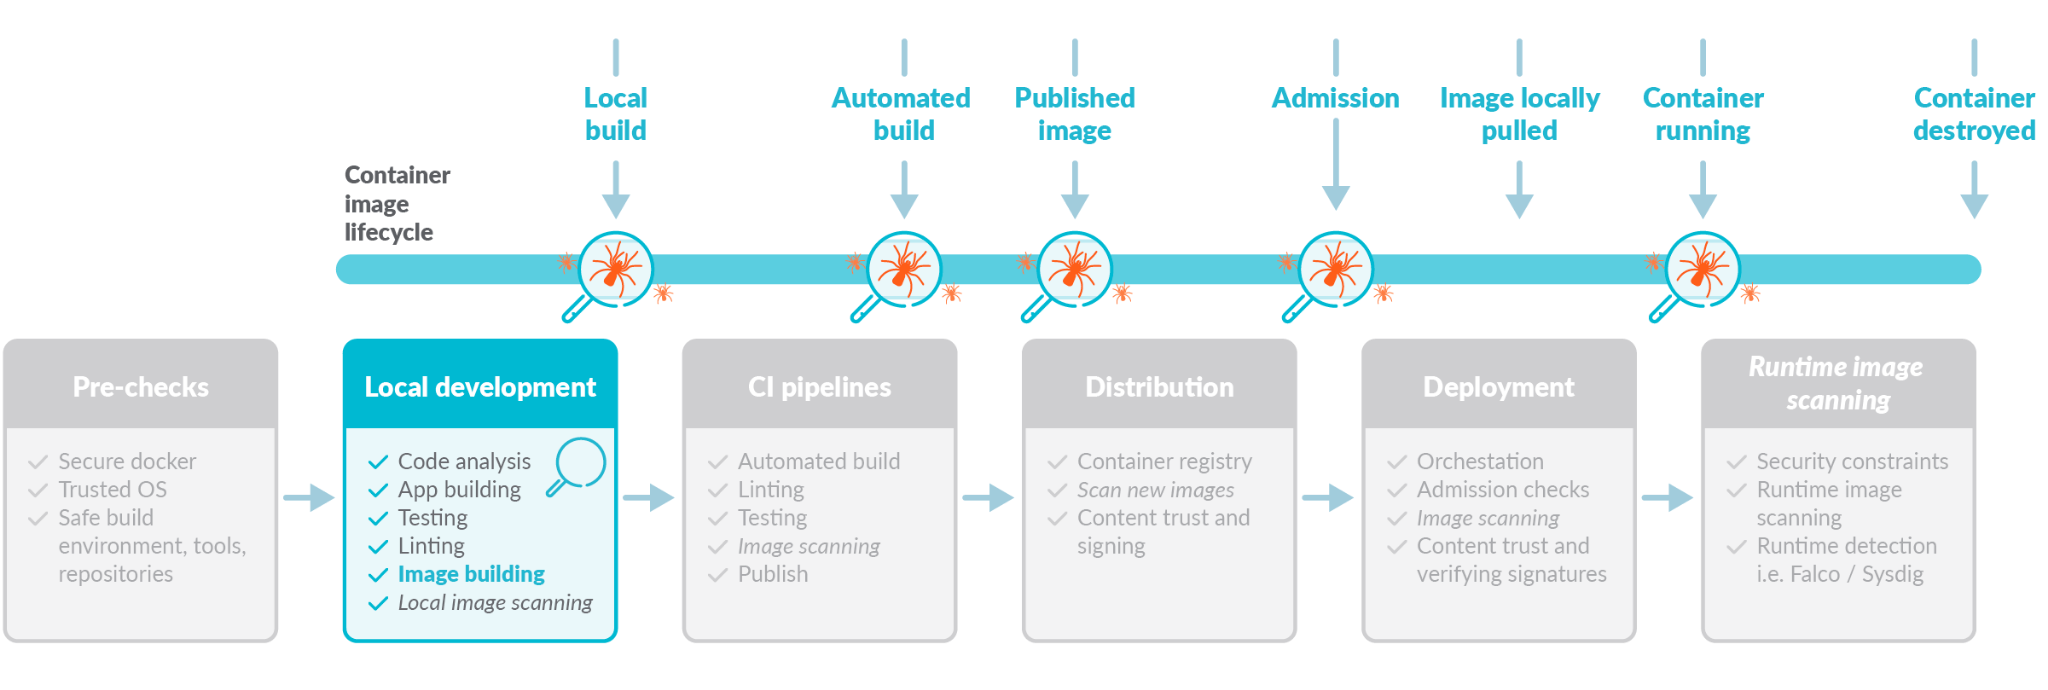 Local
build
Automated
build
Published
image
Admission
Image locally
pulled
Container
running
Container
destroyed
Container
image
lifecycle
Pre-checks
Secure docker
Trusted OS
Safe build
environment, tools,
repositories
Local development
Code analysis
App building
Testing
Linting
Image building
Local image scanning
CI pipelines
Automated build
Linting
Testing
Image scanning
Publish
Distribution
Container registry
Scan new images
Content trust and
signing
Deployment
Orchestation
Admission checks
Image scanning
Content trust and
verifying signatures
Runtime image
scanning
Security constraints
Runtime image
scanning
Runtime detection
i.e. Falco / Sysdig